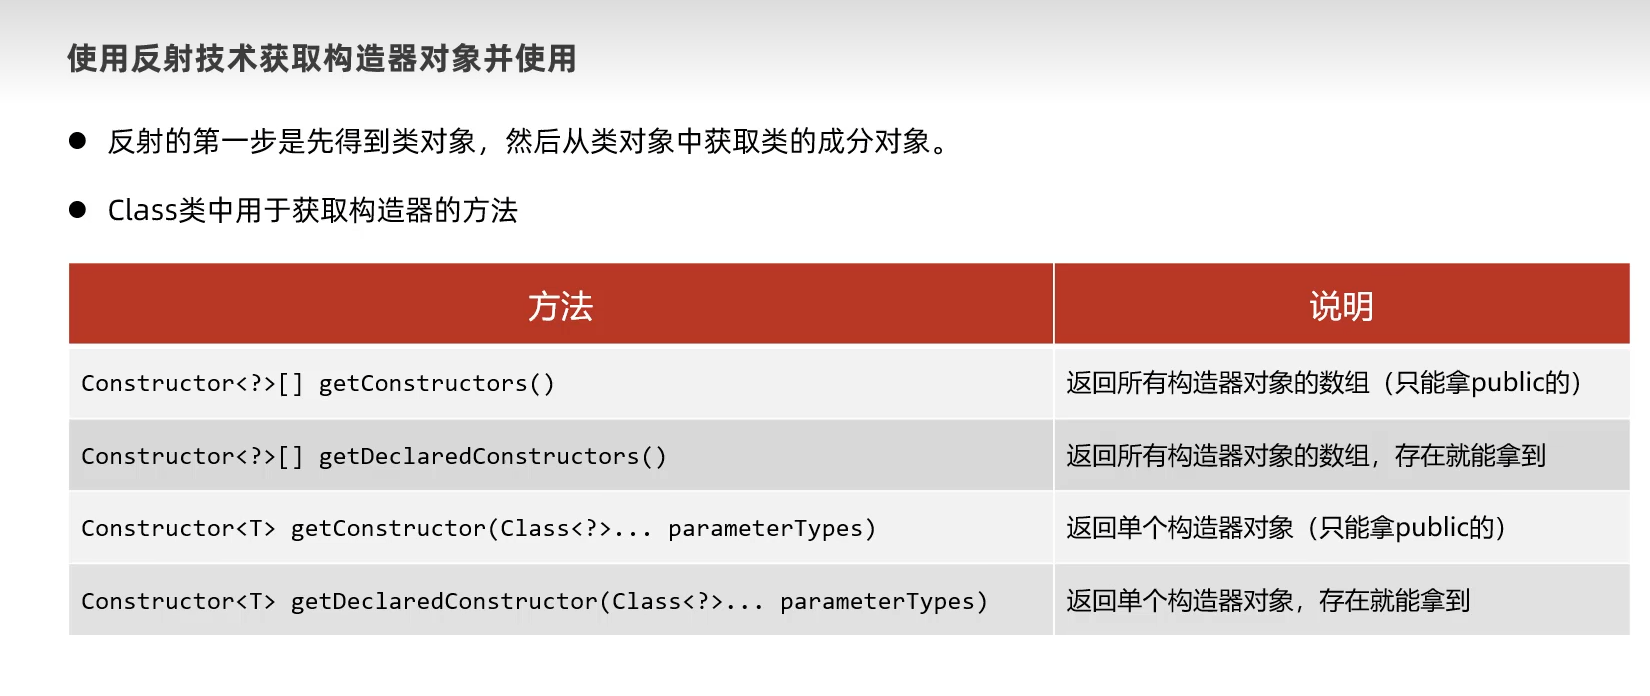 使用反射技术获取构造器对象并使用
● 反射的第一步是先得到类对象，然后从类对象中获取类的成分对象。
● Class类中用于获取构造器的方法
方法 说明
Constructor<?>[] getConstructors() 返回所有构造器对象的数组（只能拿public的）
Constructor<?>[] getDeclaredConstructors() 返回所有构造器对象的数组，存在就能拿到
Constructor<T> getConstructor(Class<?>... parameterTypes) 返回单个构造器对象（只能拿public的）
Constructor<T> getDeclaredConstructor(Class<?>... parameterTypes) 返回单个构造器对象，存在就能拿到